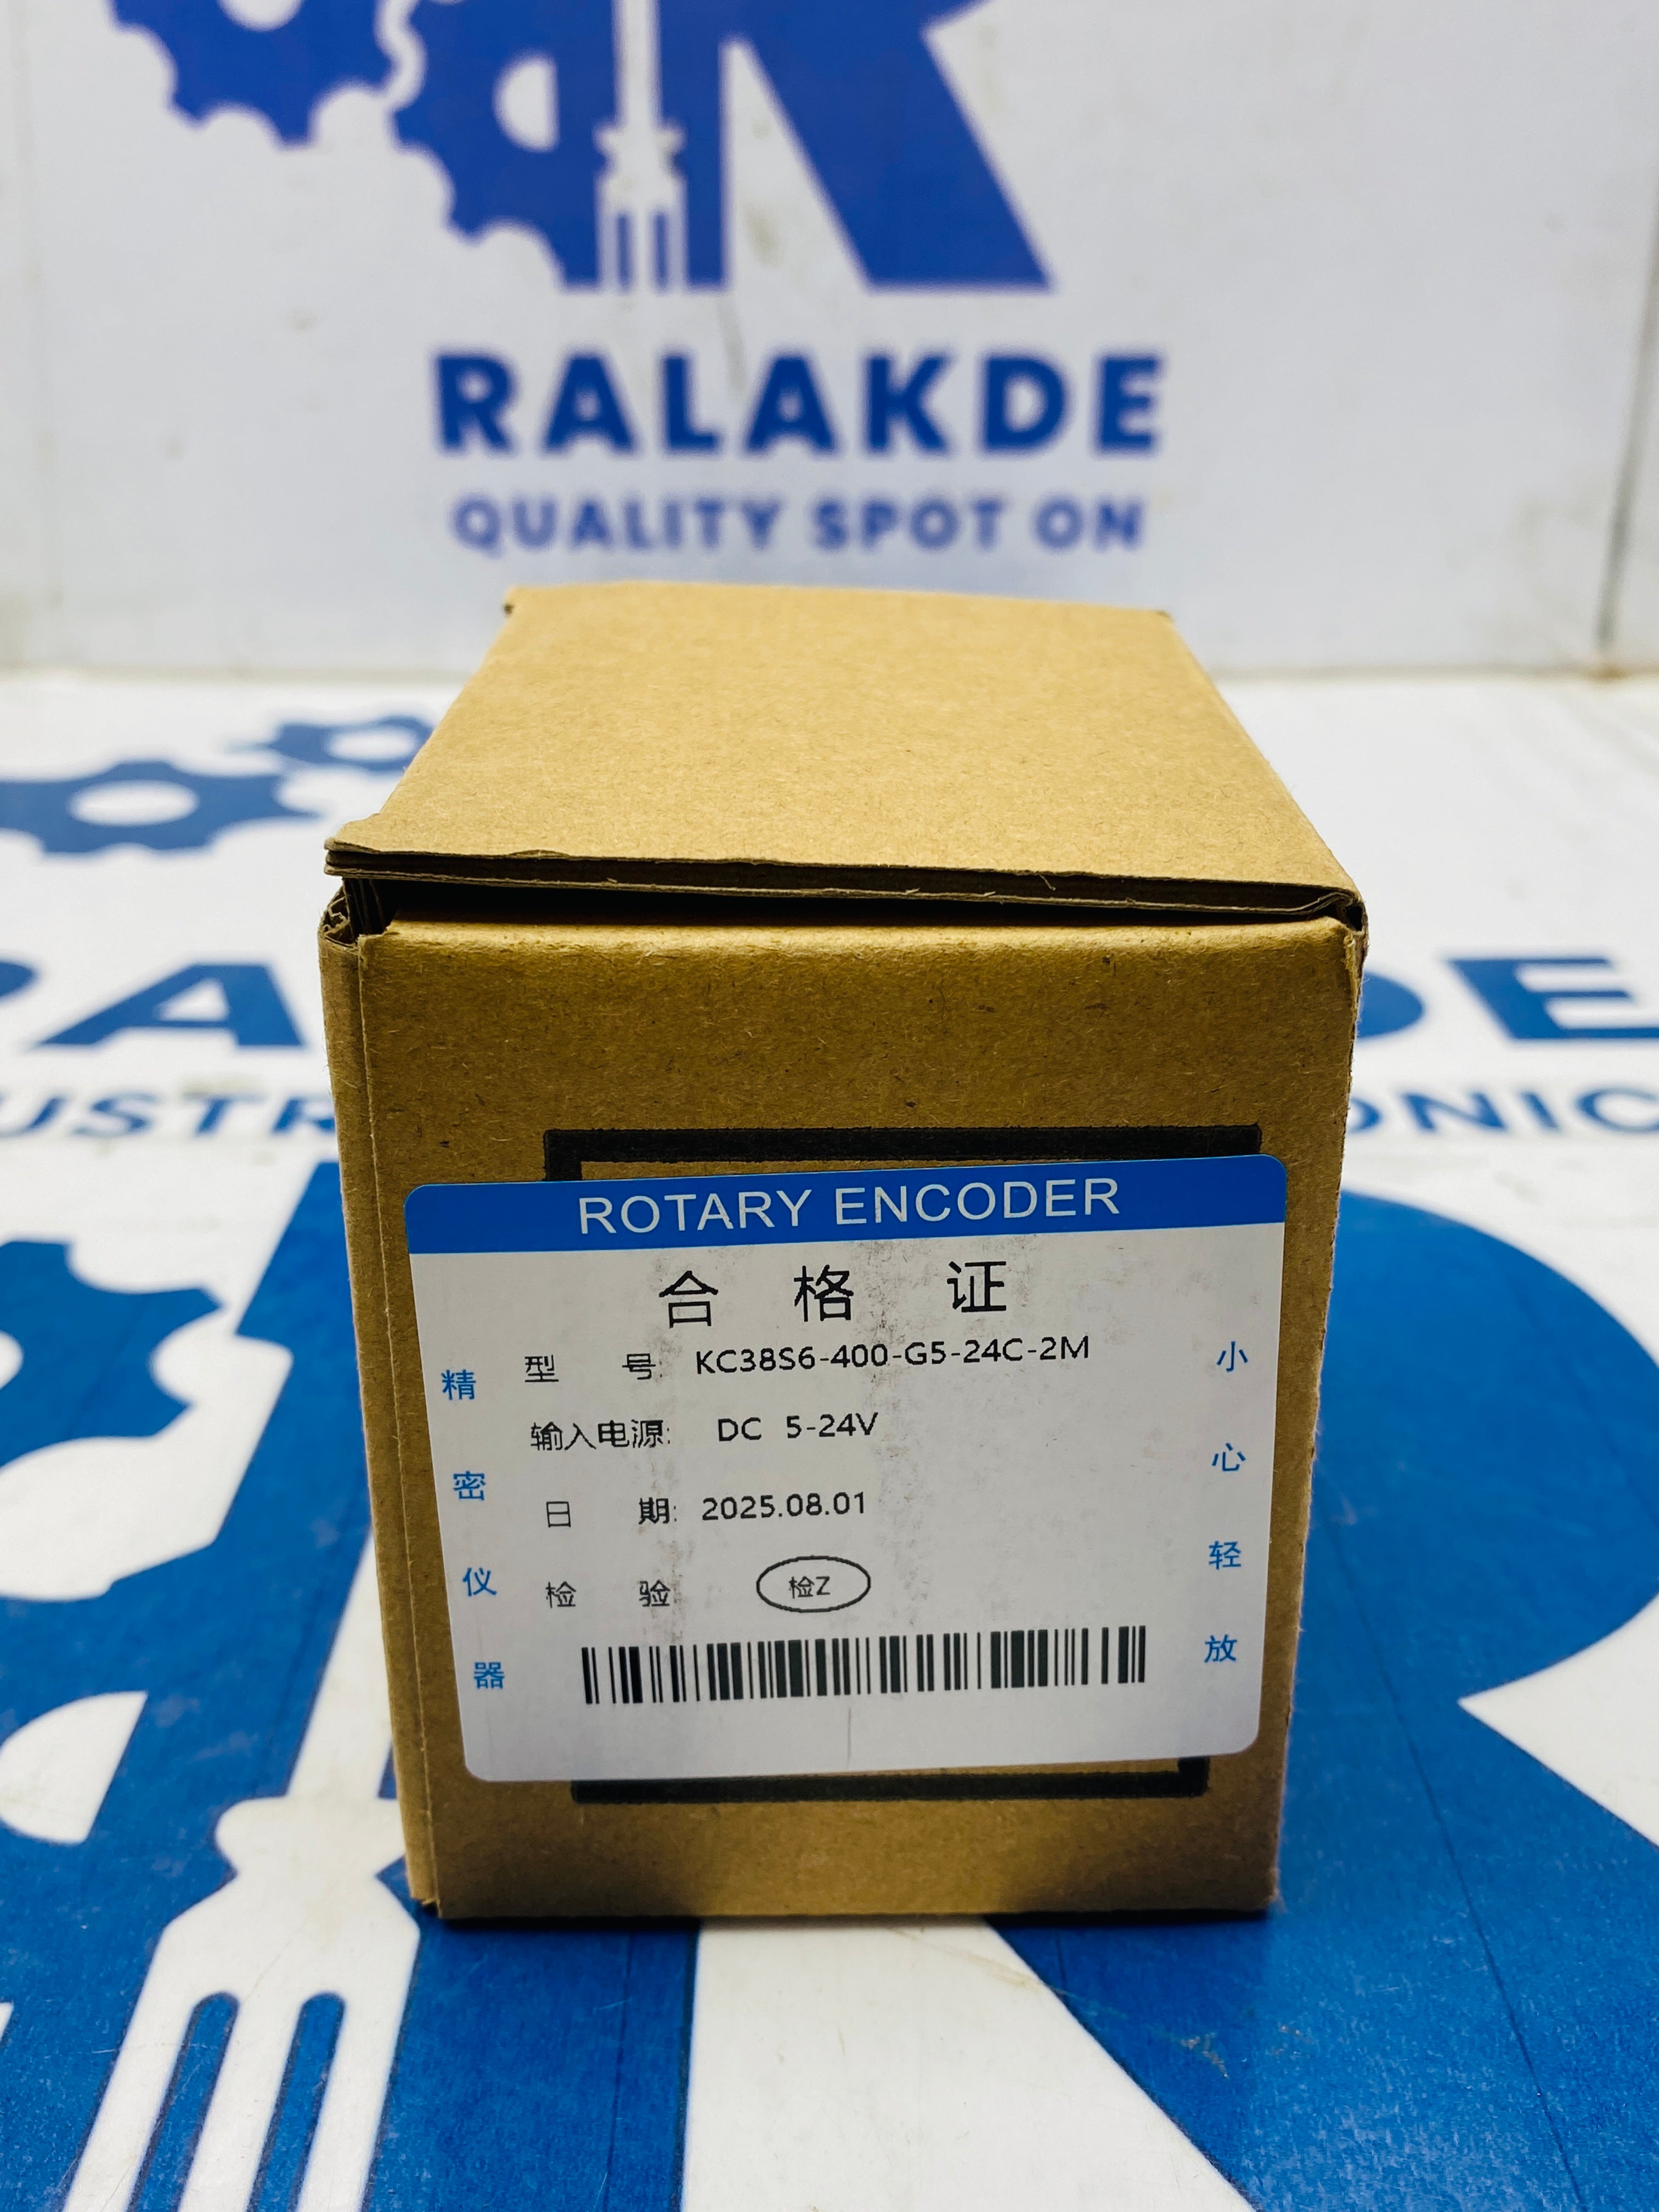 RALAKDE
QUALITY SPOT ON
ROTARY ENCODER
合 格 证
型 号: KC38S6-400-G5-24C-2M
输入电源: DC 5-24V
日 期: 2025.08.01
检 验: 检Z
精密仪器
小心轻放